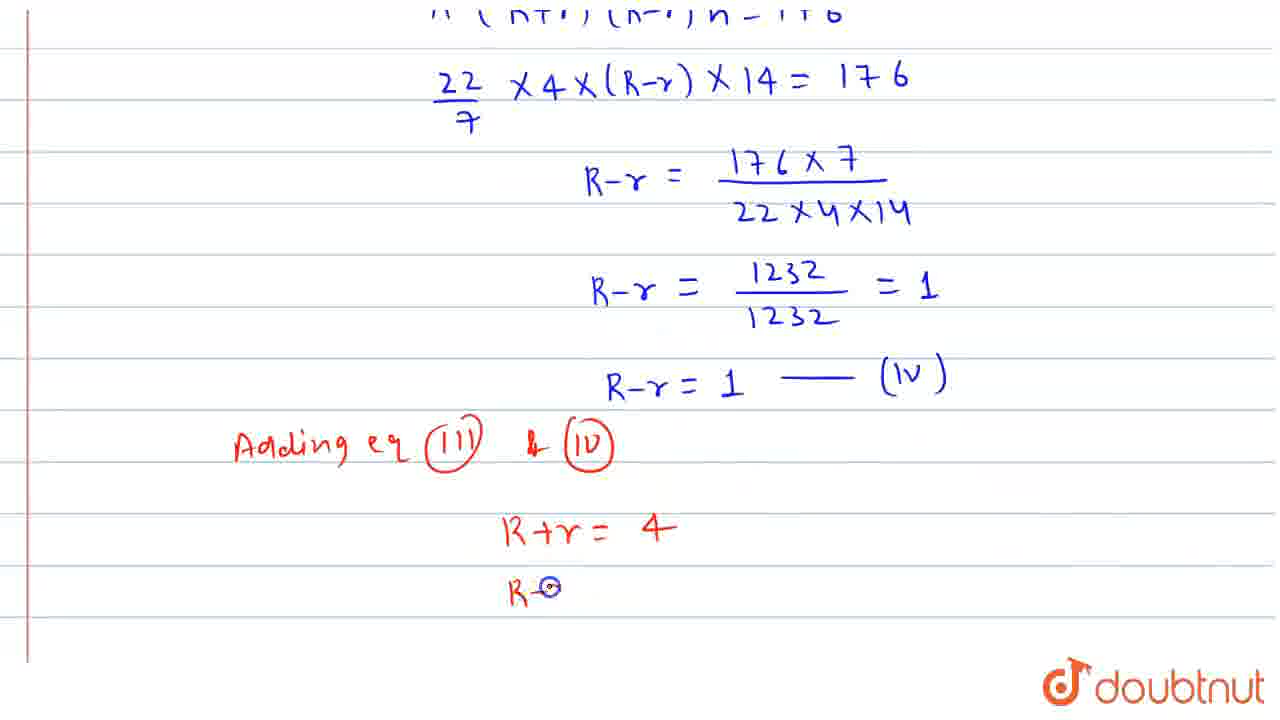 22/7 × 4 × (R-r) × 14 = 176
R-r = 176 × 7 / 22 × 4 × 14
R-r = 1232/1232 = 1
R-r = 1 — (IV)
Adding eq (III) & (IV)
R+r = 4
R-
doubtnut